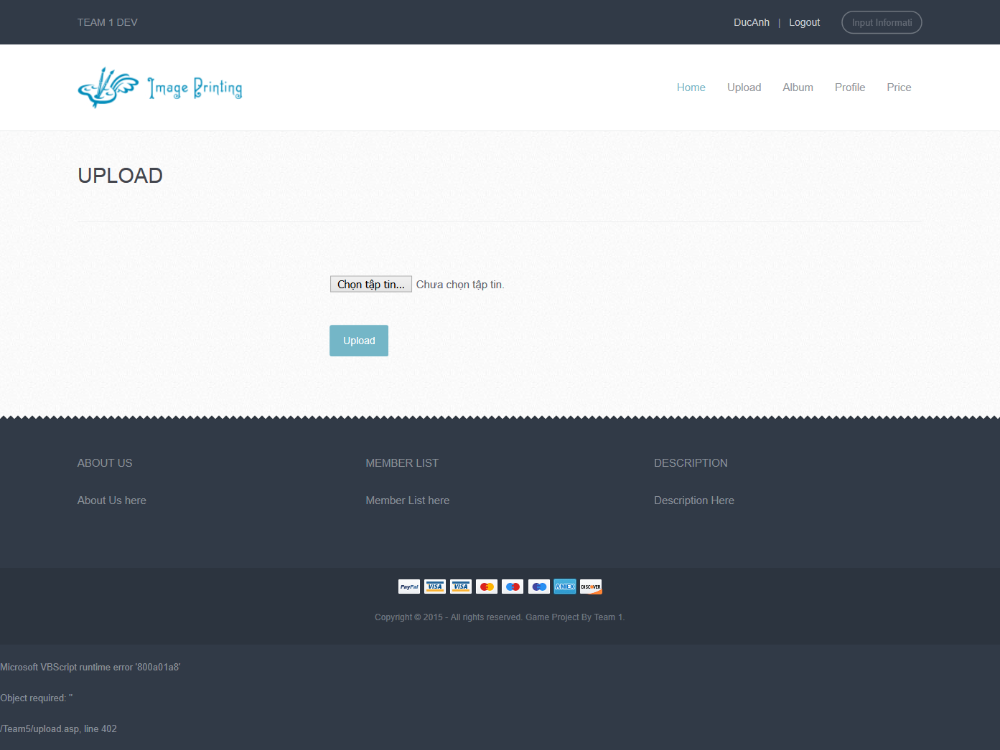 TEAM 1 DEV
DucAnh | Logout
Input Informati
Image Printing
Home Upload Album Profile Price
UPLOAD
Chọn tập tin... Chưa chọn tập tin.
Upload
ABOUT US MEMBER LIST DESCRIPTION
About Us here Member List here Description Here
PayPal VISA VISA AMEX DISCOVER
Copyright © 2015 - All rights reserved. Game Project By Team 1.
Microsoft VBScript runtime error '800a01a8'
Object required: ''
/Team5/upload.asp, line 402